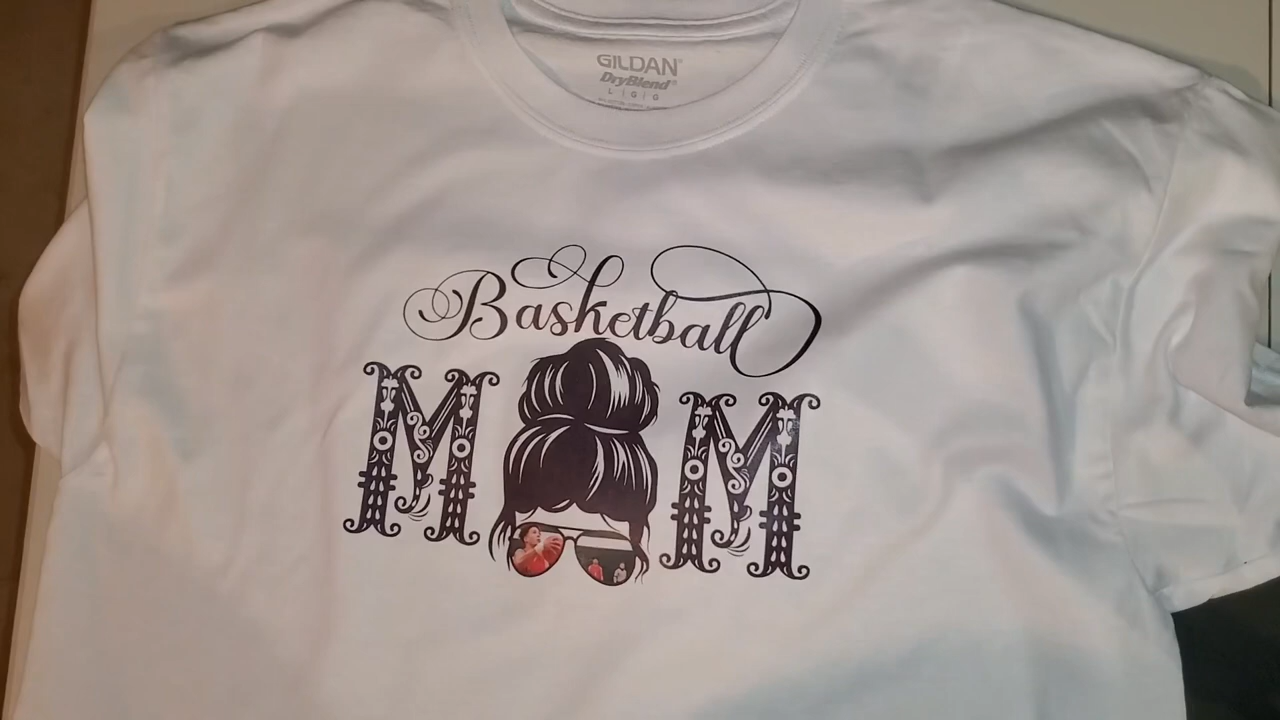 GILDAN®
DryBlend®
L | G | G
Basketball
MOM